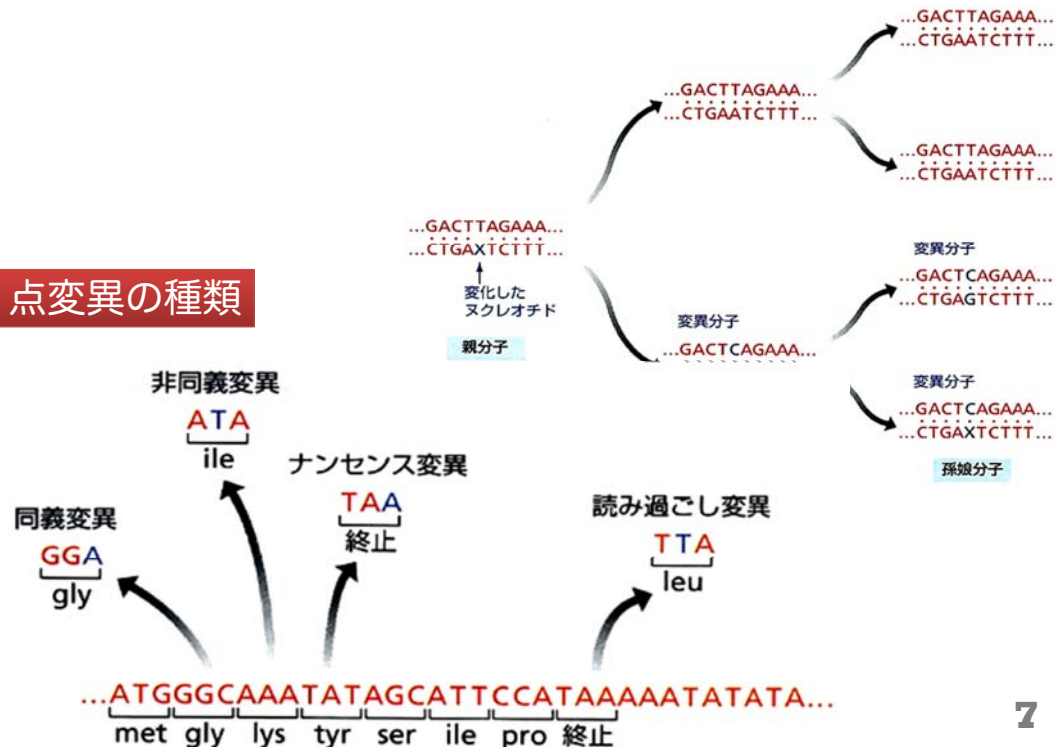 ...GACTTAGAAA...
...CTGAATCTTT...
...GACTTAGAAA...
...CTGAATCTTT...
...GACTTAGAAA...
...CTGAATCTTT...
...GACTTAGAAA...
...CTGAXTCTTT...
変化した
ヌクレオチド
親分子
変異分子
...GACTCAGAAA...
変異分子
...GACTCAGAAA...
...CTGAGTCTTT...
変異分子
...GACTCAGAAA...
...CTGAXTCTTT...
孫娘分子
点変異の種類
非同義変異
ATA
ile
ナンセンス変異
TAA
終止
同義変異
GGA
gly
読み過ごし変異
TTA
leu
...ATGGGCAAATATAGCATTCCATAAAAATATATA...
met gly lys tyr ser ile pro 終止
7